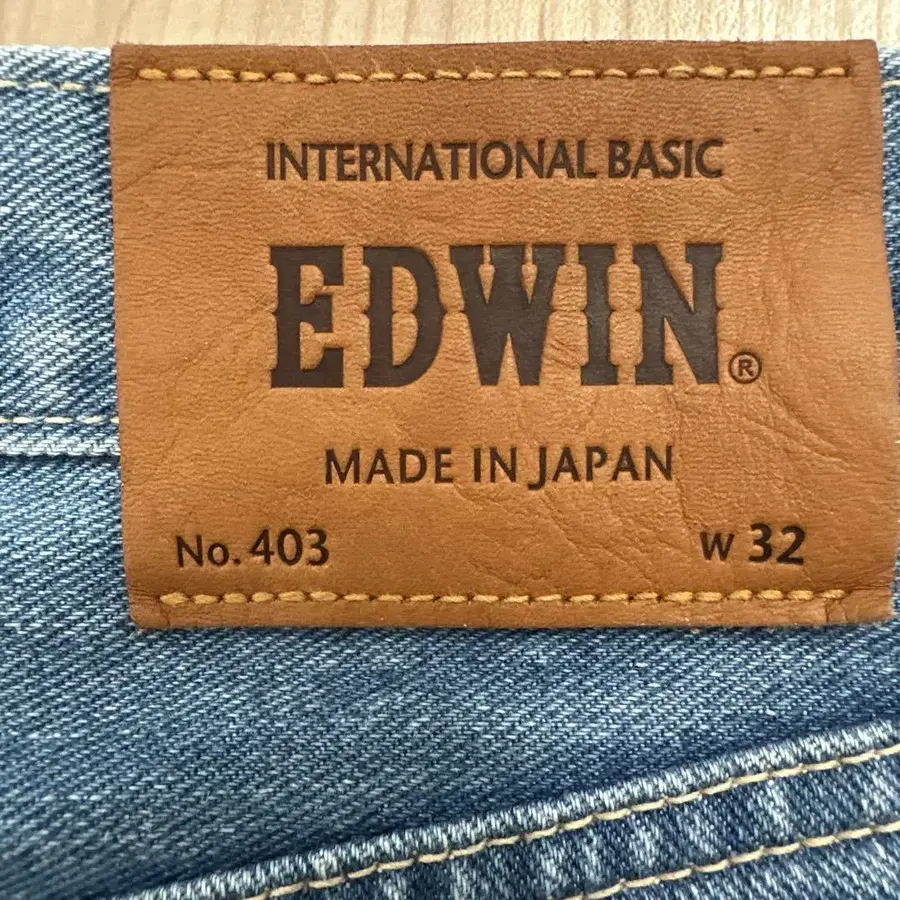 INTERNATIONAL BASIC
EDWIN®
MADE IN JAPAN
No. 403 W 32